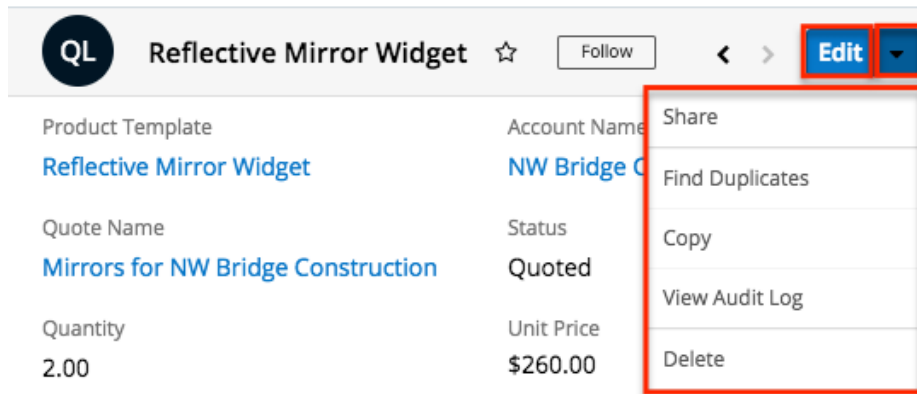 QL Reflective Mirror Widget Follow Edit
Product Template Account Name Share
Reflective Mirror Widget NW Bridge
Find Duplicates
Quote Name Status Copy
Mirrors for NW Bridge Construction Quoted
View Audit Log
Quantity Unit Price
2.00 $260.00 Delete